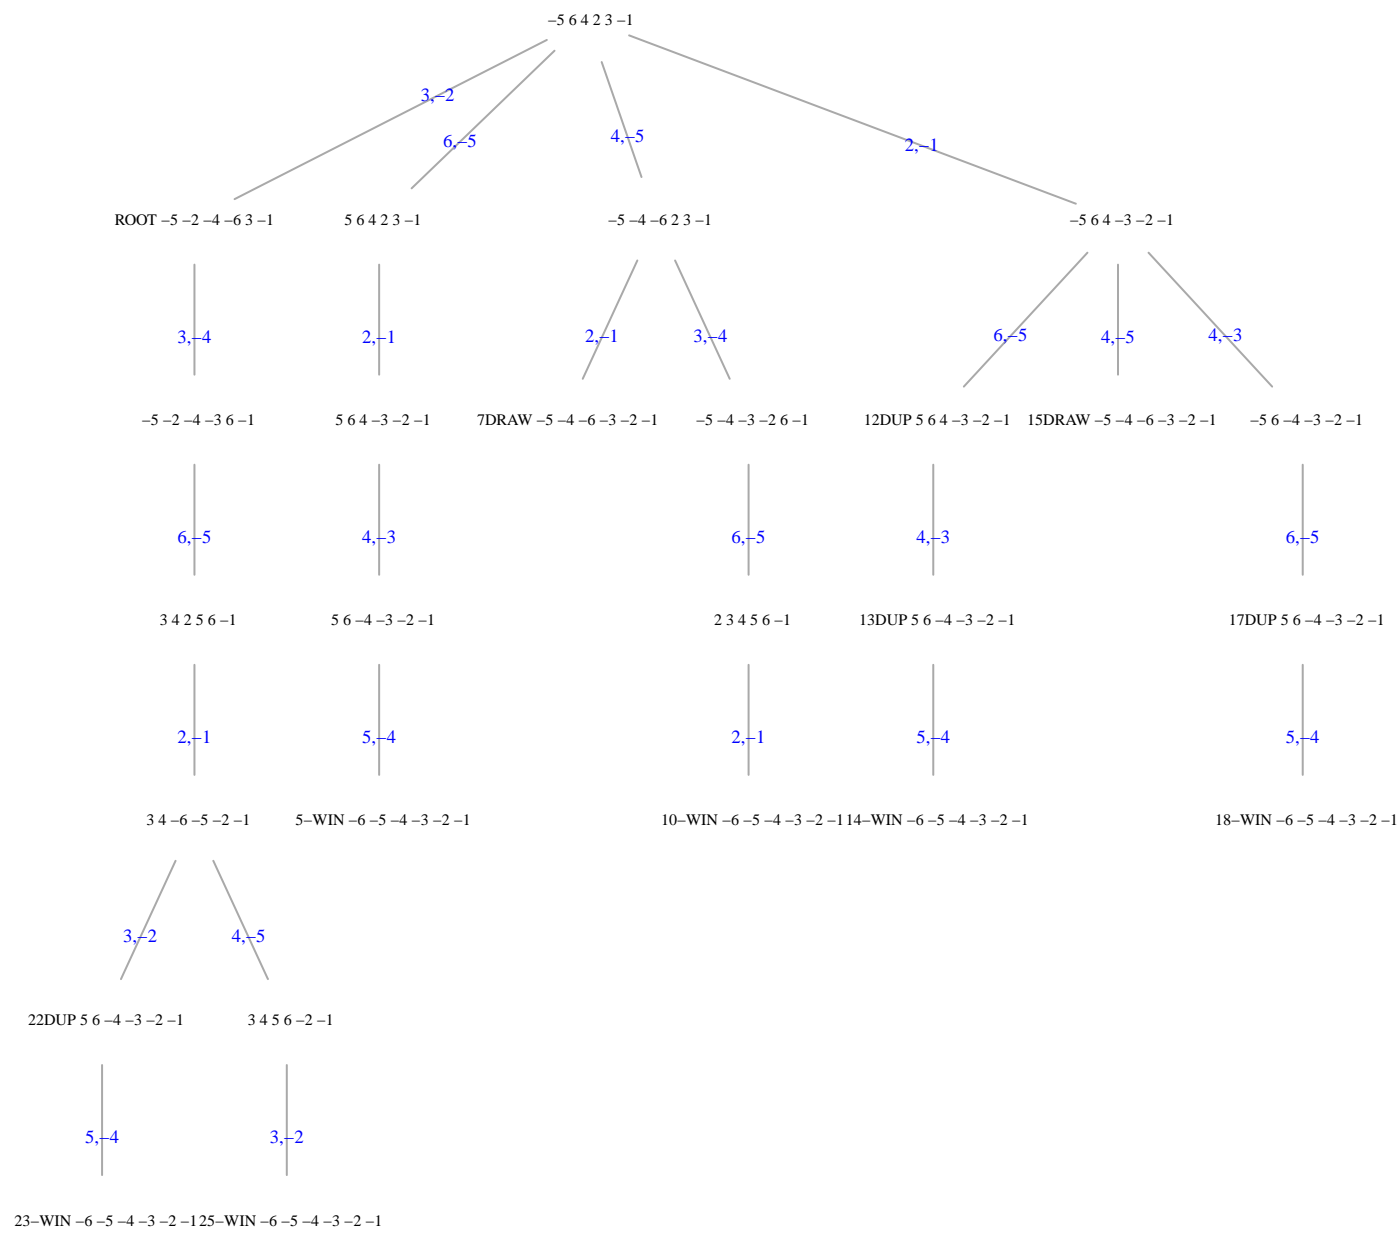 –5 6 4 2 3 –1
3,–2
6,–5
4,–5
2,–1
ROOT –5 –2 –4 –6 3 –1
5 6 4 2 3 –1
–5 –4 –6 2 3 –1
–5 6 4 –3 –2 –1
3,–4
2,–1
2,–1
3,–4
6,–5
4,–5
4,–3
–5 –2 –4 –3 6 –1
5 6 4 –3 –2 –1
7DRAW –5 –4 –6 –3 –2 –1
–5 –4 –3 –2 6 –1
12DUP 5 6 4 –3 –2 –1
15DRAW –5 –4 –6 –3 –2 –1
–5 6 –4 –3 –2 –1
6,–5
4,–3
6,–5
4,–3
6,–5
3 4 2 5 6 –1
5 6 –4 –3 –2 –1
2 3 4 5 6 –1
13DUP 5 6 –4 –3 –2 –1
17DUP 5 6 –4 –3 –2 –1
2,–1
5,–4
2,–1
5,–4
5,–4
3 4 –6 –5 –2 –1
5–WIN –6 –5 –4 –3 –2 –1
10–WIN –6 –5 –4 –3 –2 –1
14–WIN –6 –5 –4 –3 –2 –1
18–WIN –6 –5 –4 –3 –2 –1
3,–2
4,–5
22DUP 5 6 –4 –3 –2 –1
3 4 5 6 –2 –1
5,–4
3,–2
23–WIN –6 –5 –4 –3 –2 –1
25–WIN –6 –5 –4 –3 –2 –1